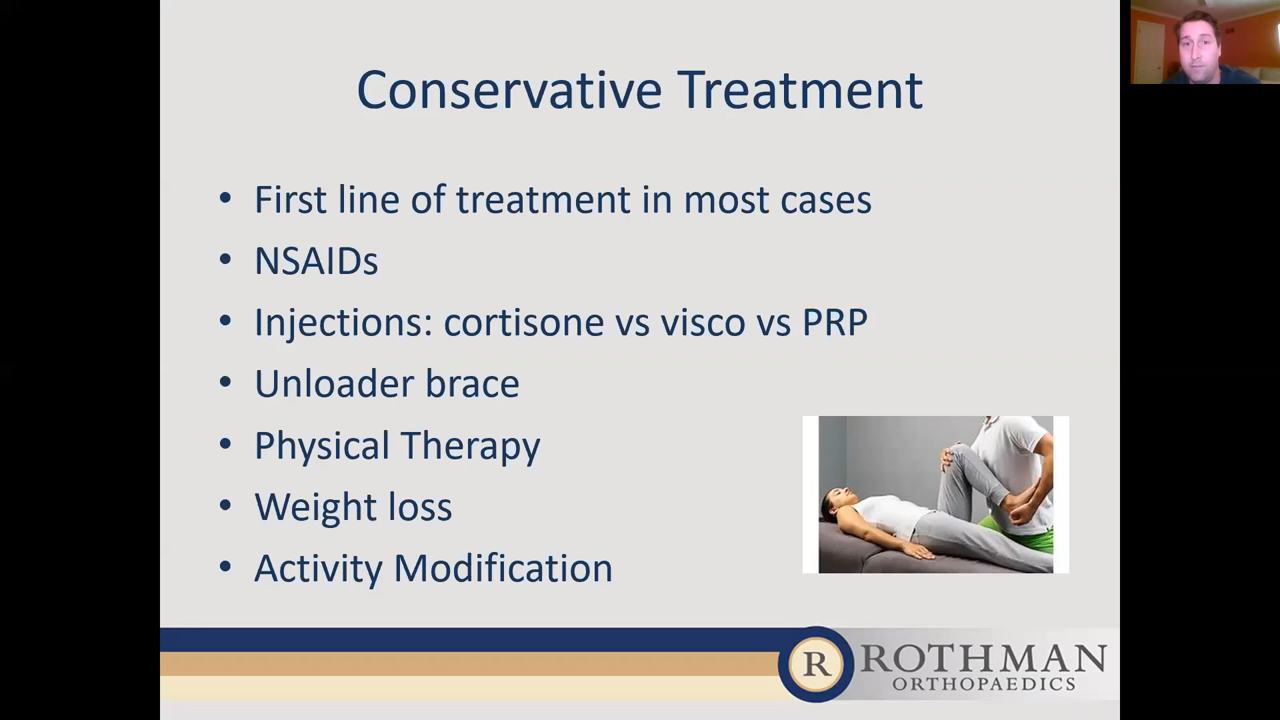 Conservative Treatment
• First line of treatment in most cases
• NSAIDs
• Injections: cortisone vs visco vs PRP
• Unloader brace
• Physical Therapy
• Weight loss
• Activity Modification
R ROTHMAN
ORTHOPAEDICS